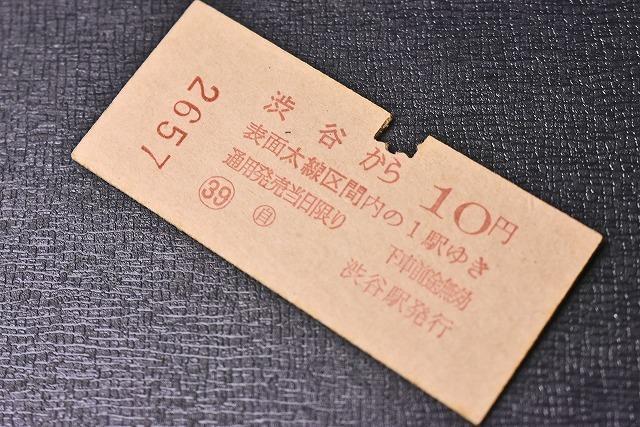 2657
渋谷から10円
表面太線区間内の1駅ゆき
通用発売当日限り 下車前途無効
㊴ 自 渋谷駅発行